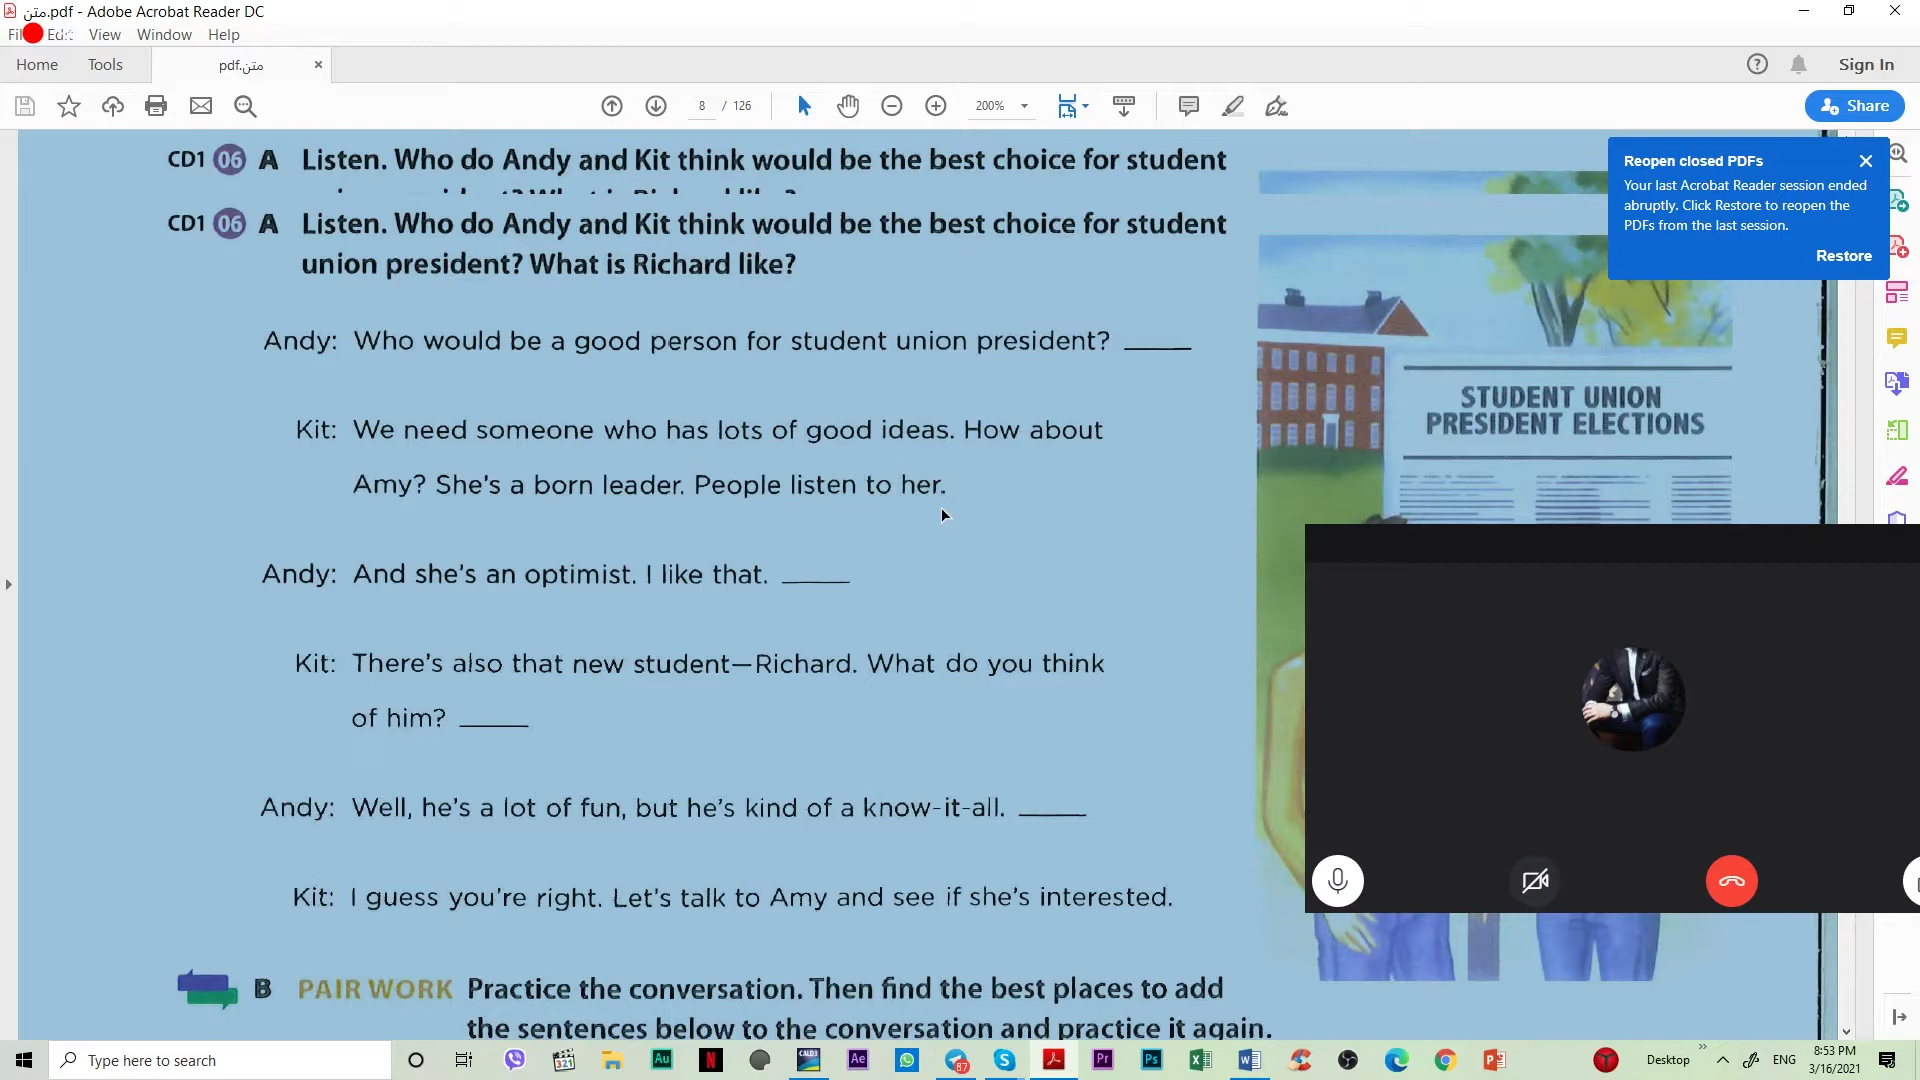 متن.pdf - Adobe Acrobat Reader DC
View Window Help
Home Tools متن.pdf Sign In
8 / 126 200% Share
CD1 06 A Listen. Who do Andy and Kit think would be the best choice for student
CD1 06 A Listen. Who do Andy and Kit think would be the best choice for student
union president? What is Richard like?
Andy: Who would be a good person for student union president? _____
Kit: We need someone who has lots of good ideas. How about
Amy? She's a born leader. People listen to her.
Andy: And she's an optimist. I like that. _____
Kit: There's also that new student—Richard. What do you think
of him? _____
Andy: Well, he's a lot of fun, but he's kind of a know-it-all. _____
Kit: I guess you're right. Let's talk to Amy and see if she's interested.
B PAIR WORK Practice the conversation. Then find the best places to add
the sentences below to the conversation and practice it again.
STUDENT UNION
PRESIDENT ELECTIONS
Reopen closed PDFs
Your last Acrobat Reader session ended
abruptly. Click Restore to reopen the
PDFs from the last session.
Restore
Type here to search
Au
N
321
CALD3
Ae
87
Pr
Ps
Desktop
ENG
8:53 PM
3/16/2021